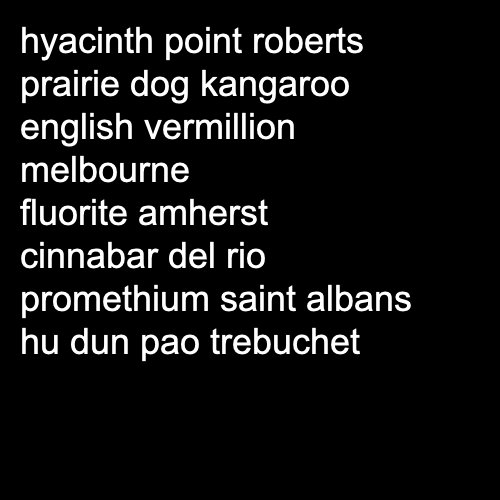 hyacinth point roberts
prairie dog kangaroo
english vermillion
melbourne
fluorite amherst
cinnabar del rio
promethium saint albans
hu dun pao trebuchet